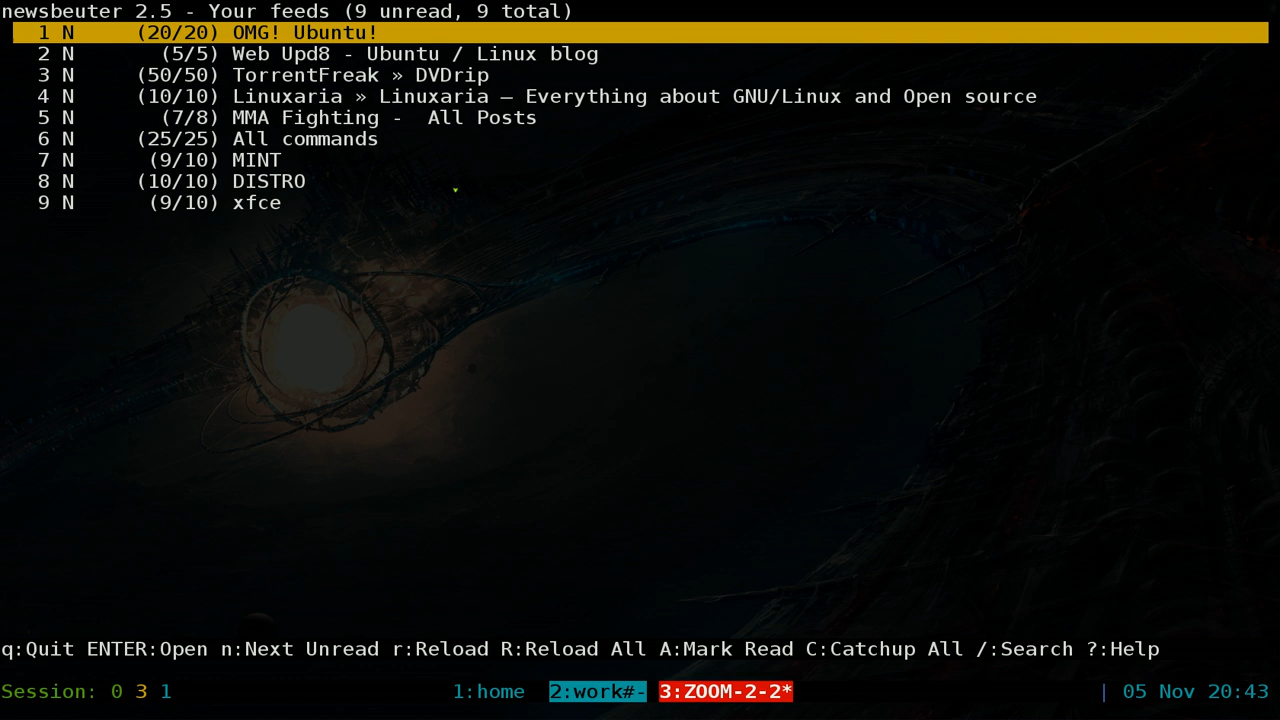 newsbeuter 2.5 - Your feeds (9 unread, 9 total)
1 N (20/20) OMG! Ubuntu!
2 N (5/5) Web Upd8 - Ubuntu / Linux blog
3 N (50/50) TorrentFreak » DVDrip
4 N (10/10) Linuxaria » Linuxaria – Everything about GNU/Linux and Open source
5 N (7/8) MMA Fighting -  All Posts
6 N (25/25) All commands
7 N (9/10) MINT
8 N (10/10) DISTRO
9 N (9/10) xfce
q:Quit ENTER:Open n:Next Unread r:Reload R:Reload All A:Mark Read C:Catchup All /:Search ?:Help
Session: 0 3 1 1:home 2:work#- 3:ZOOM-2-2* | 05 Nov 20:43